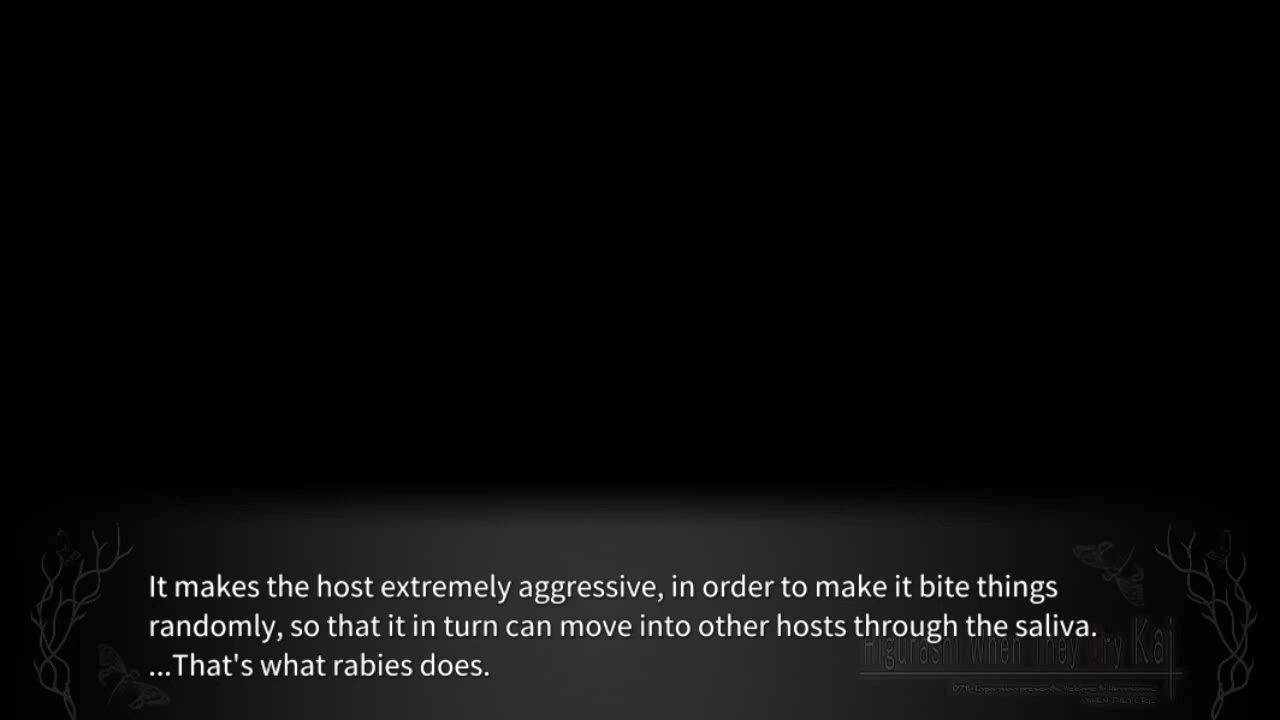 It makes the host extremely aggressive, in order to make it bite things
randomly, so that it in turn can move into other hosts through the saliva.
...That's what rabies does.
Higurashi When They Cry Kai